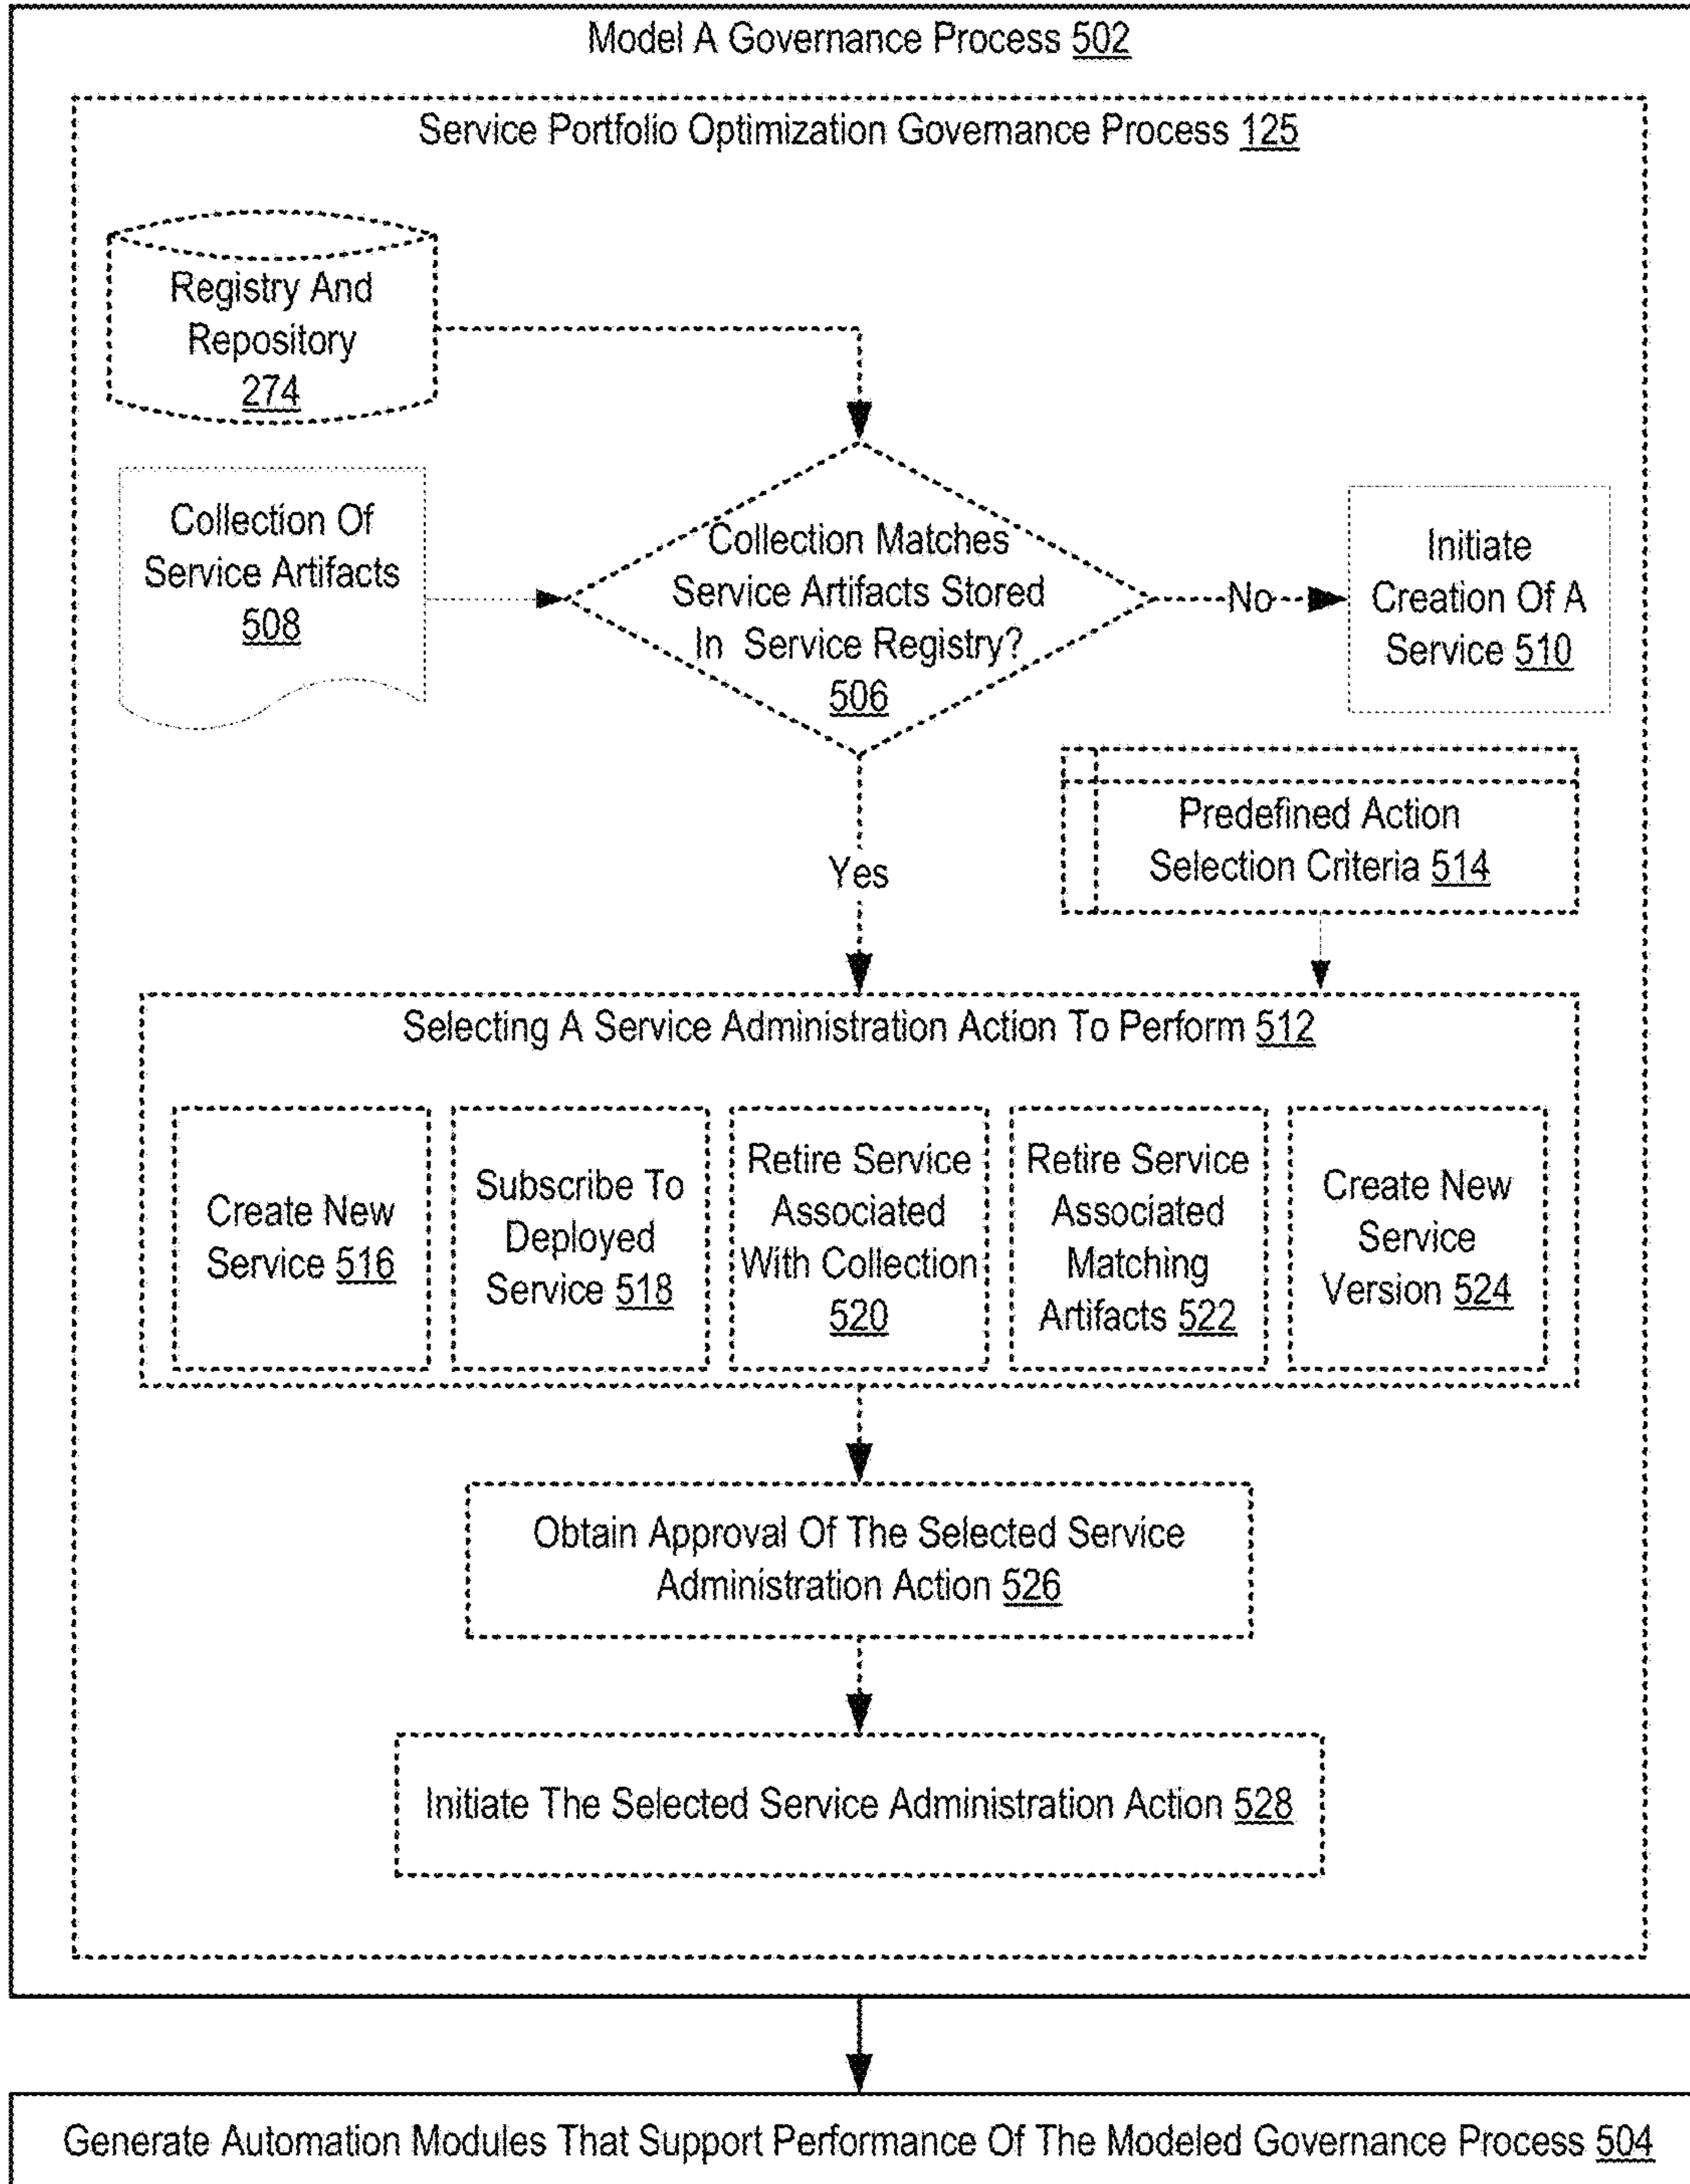 Model A Governance Process 502
Service Portfolio Optimization Governance Process 125
Registry And
Repository
274
Collection Of
Service Artifacts
508
Collection Matches
Service Artifacts Stored
In Service Registry?
506
No
Initiate
Creation Of A
Service 510
Yes
Predefined Action
Selection Criteria 514
Selecting A Service Administration Action To Perform 512
Create New
Service 516
Subscribe To
Deployed
Service 518
Retire Service
Associated
With Collection
520
Retire Service
Associated
Matching
Artifacts 522
Create New
Service
Version 524
Obtain Approval Of The Selected Service
Administration Action 526
Initiate The Selected Service Administration Action 528
Generate Automation Modules That Support Performance Of The Modeled Governance Process 504